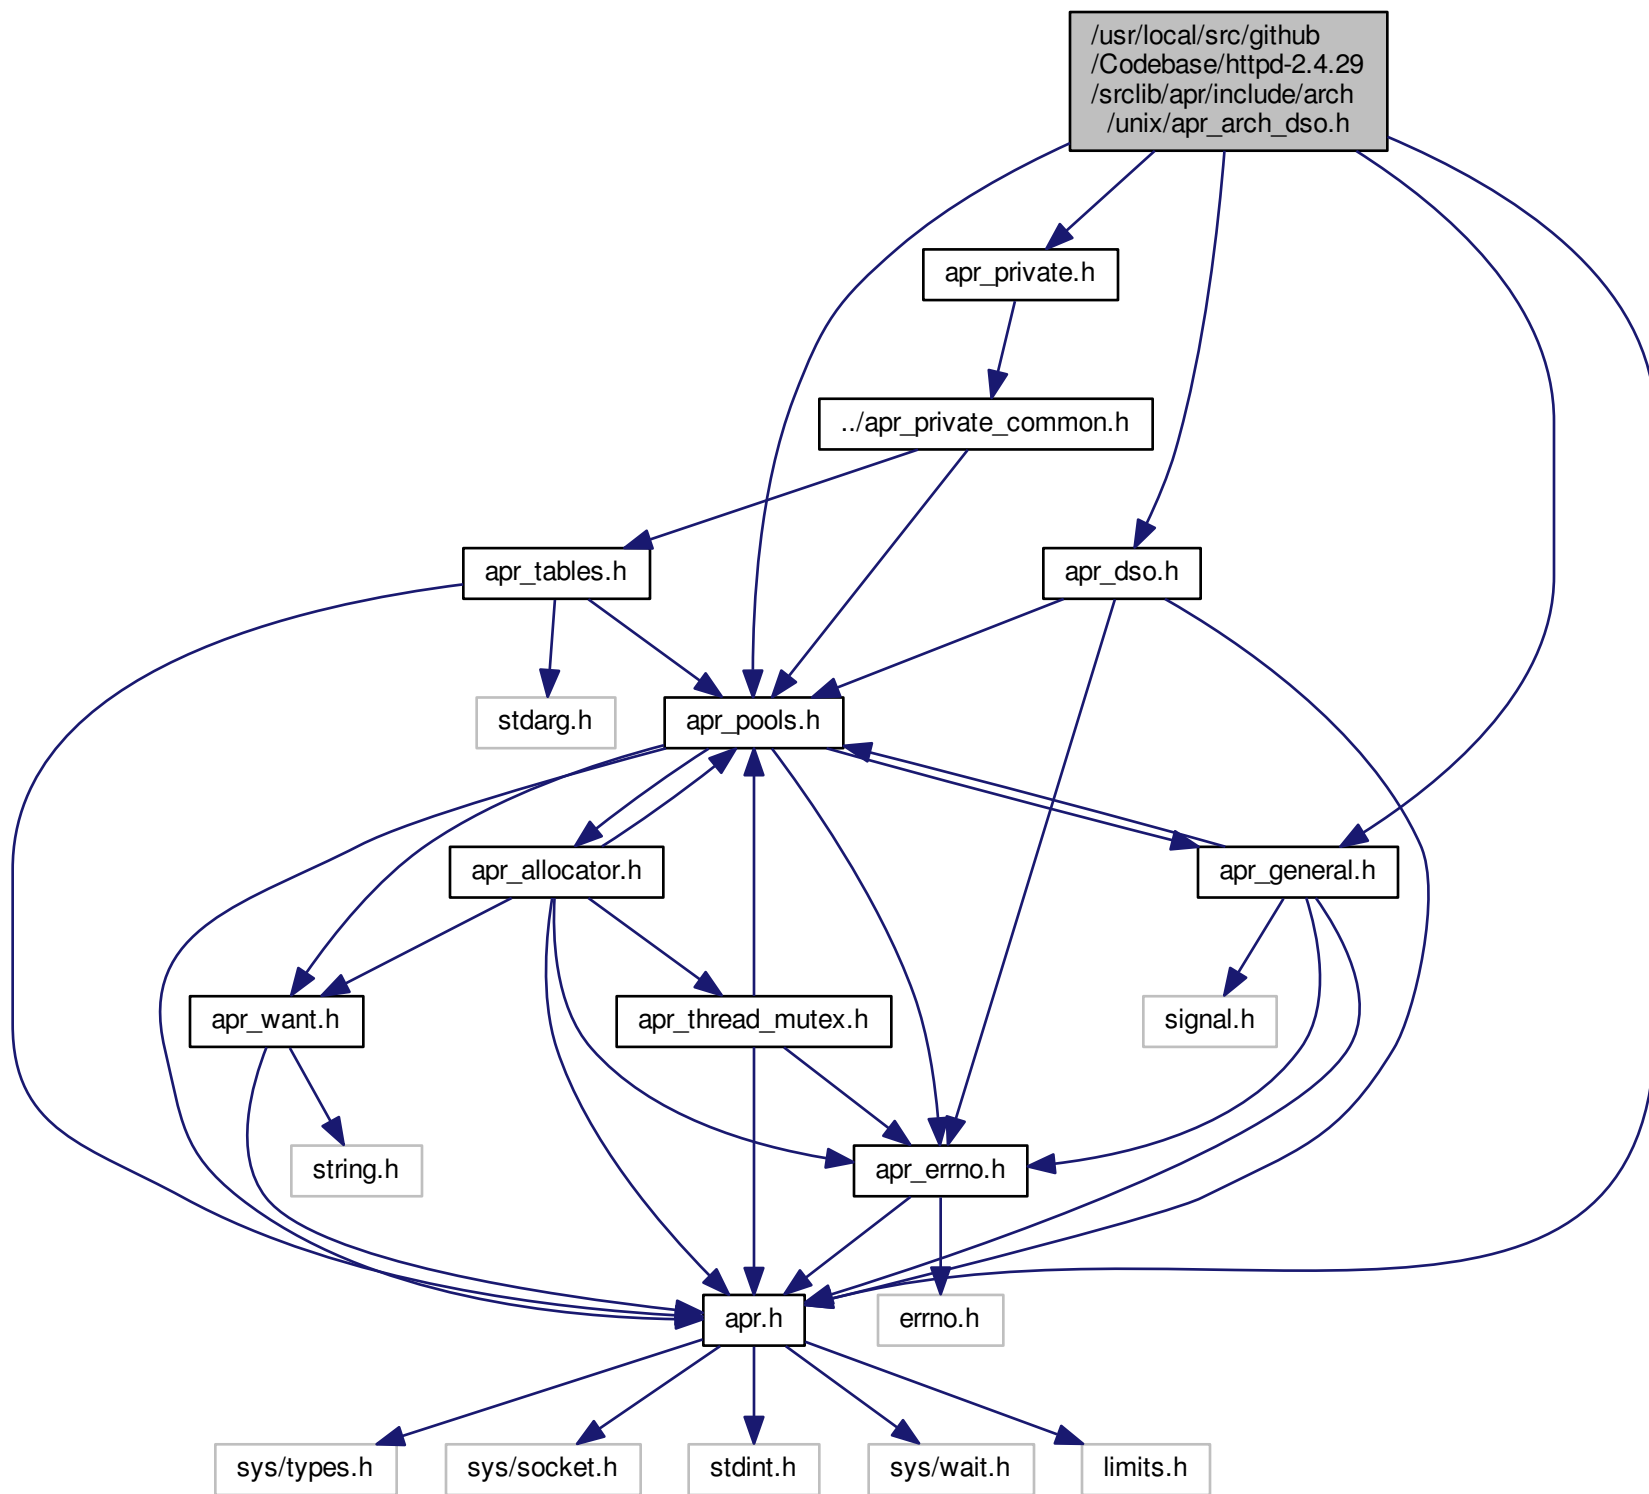 /usr/local/src/github
/Codebase/httpd-2.4.29
/srclib/apr/include/arch
/unix/apr_arch_dso.h
apr_private.h
../apr_private_common.h
apr_tables.h
apr_dso.h
stdarg.h
apr_pools.h
apr_allocator.h
apr_general.h
apr_want.h
apr_thread_mutex.h
signal.h
string.h
apr_errno.h
apr.h
errno.h
sys/types.h
sys/socket.h
stdint.h
sys/wait.h
limits.h